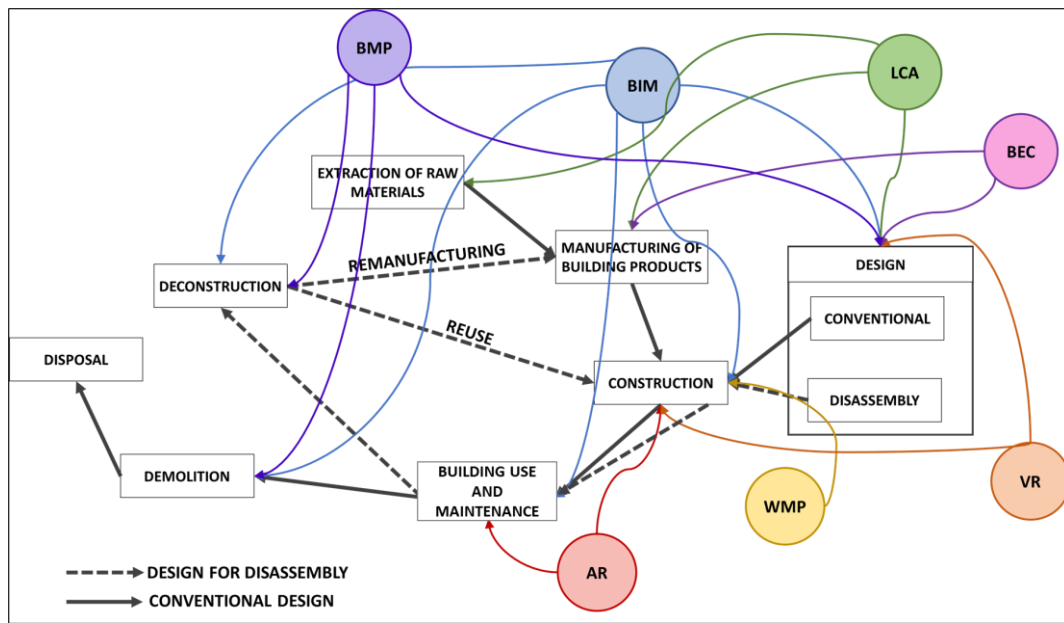 BMP
BIM
LCA
BEC
EXTRACTION OF RAW
MATERIALS
MANUFACTURING OF
BUILDING PRODUCTS
REMANUFACTURING
DECONSTRUCTION
REUSE
DESIGN
CONVENTIONAL
DISASSEMBLY
DISPOSAL
CONSTRUCTION
DEMOLITION
BUILDING USE
AND
MAINTENANCE
WMP
VR
AR
DESIGN FOR DISASSEMBLY
CONVENTIONAL DESIGN